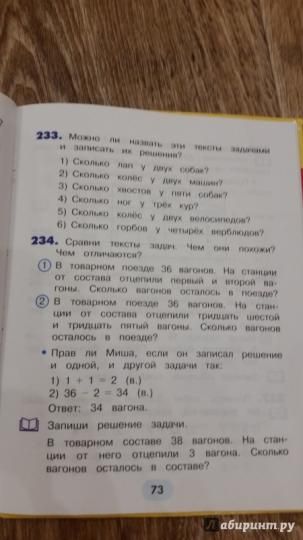 233. Можно ли назвать эти тексты задачами
и записать их решения?
1) Сколько лап у двух собак?
2) Сколько колёс у двух машин?
3) Сколько хвостов у пяти собак?
4) Сколько ног у трёх кур?
5) Сколько колёс у двух велосипедов?
6) Сколько горбов у четырёх верблюдов?
234. Сравни тексты задач. Чем они похожи?
Чем отличаются?
1 В товарном поезде 36 вагонов. На станции
от состава отцепили первый и второй ва-
гоны. Сколько вагонов осталось в поезде?
2 В товарном поезде 36 вагонов. На стан-
ции от состава отцепили тридцать шестой
и тридцать пятый вагоны. Сколько вагонов
осталось в поезде?
• Прав ли Миша, если он записал решение
и одной, и другой задачи так:
1) 1 + 1 = 2 (в.)
2) 36 − 2 = 34 (в.)
Ответ: 34 вагона.
Запиши решение задачи.
В товарном составе 38 вагонов. На стан-
ции от него отцепили 3 вагона. Сколько
вагонов осталось в составе?
73
Лабиринт.ру